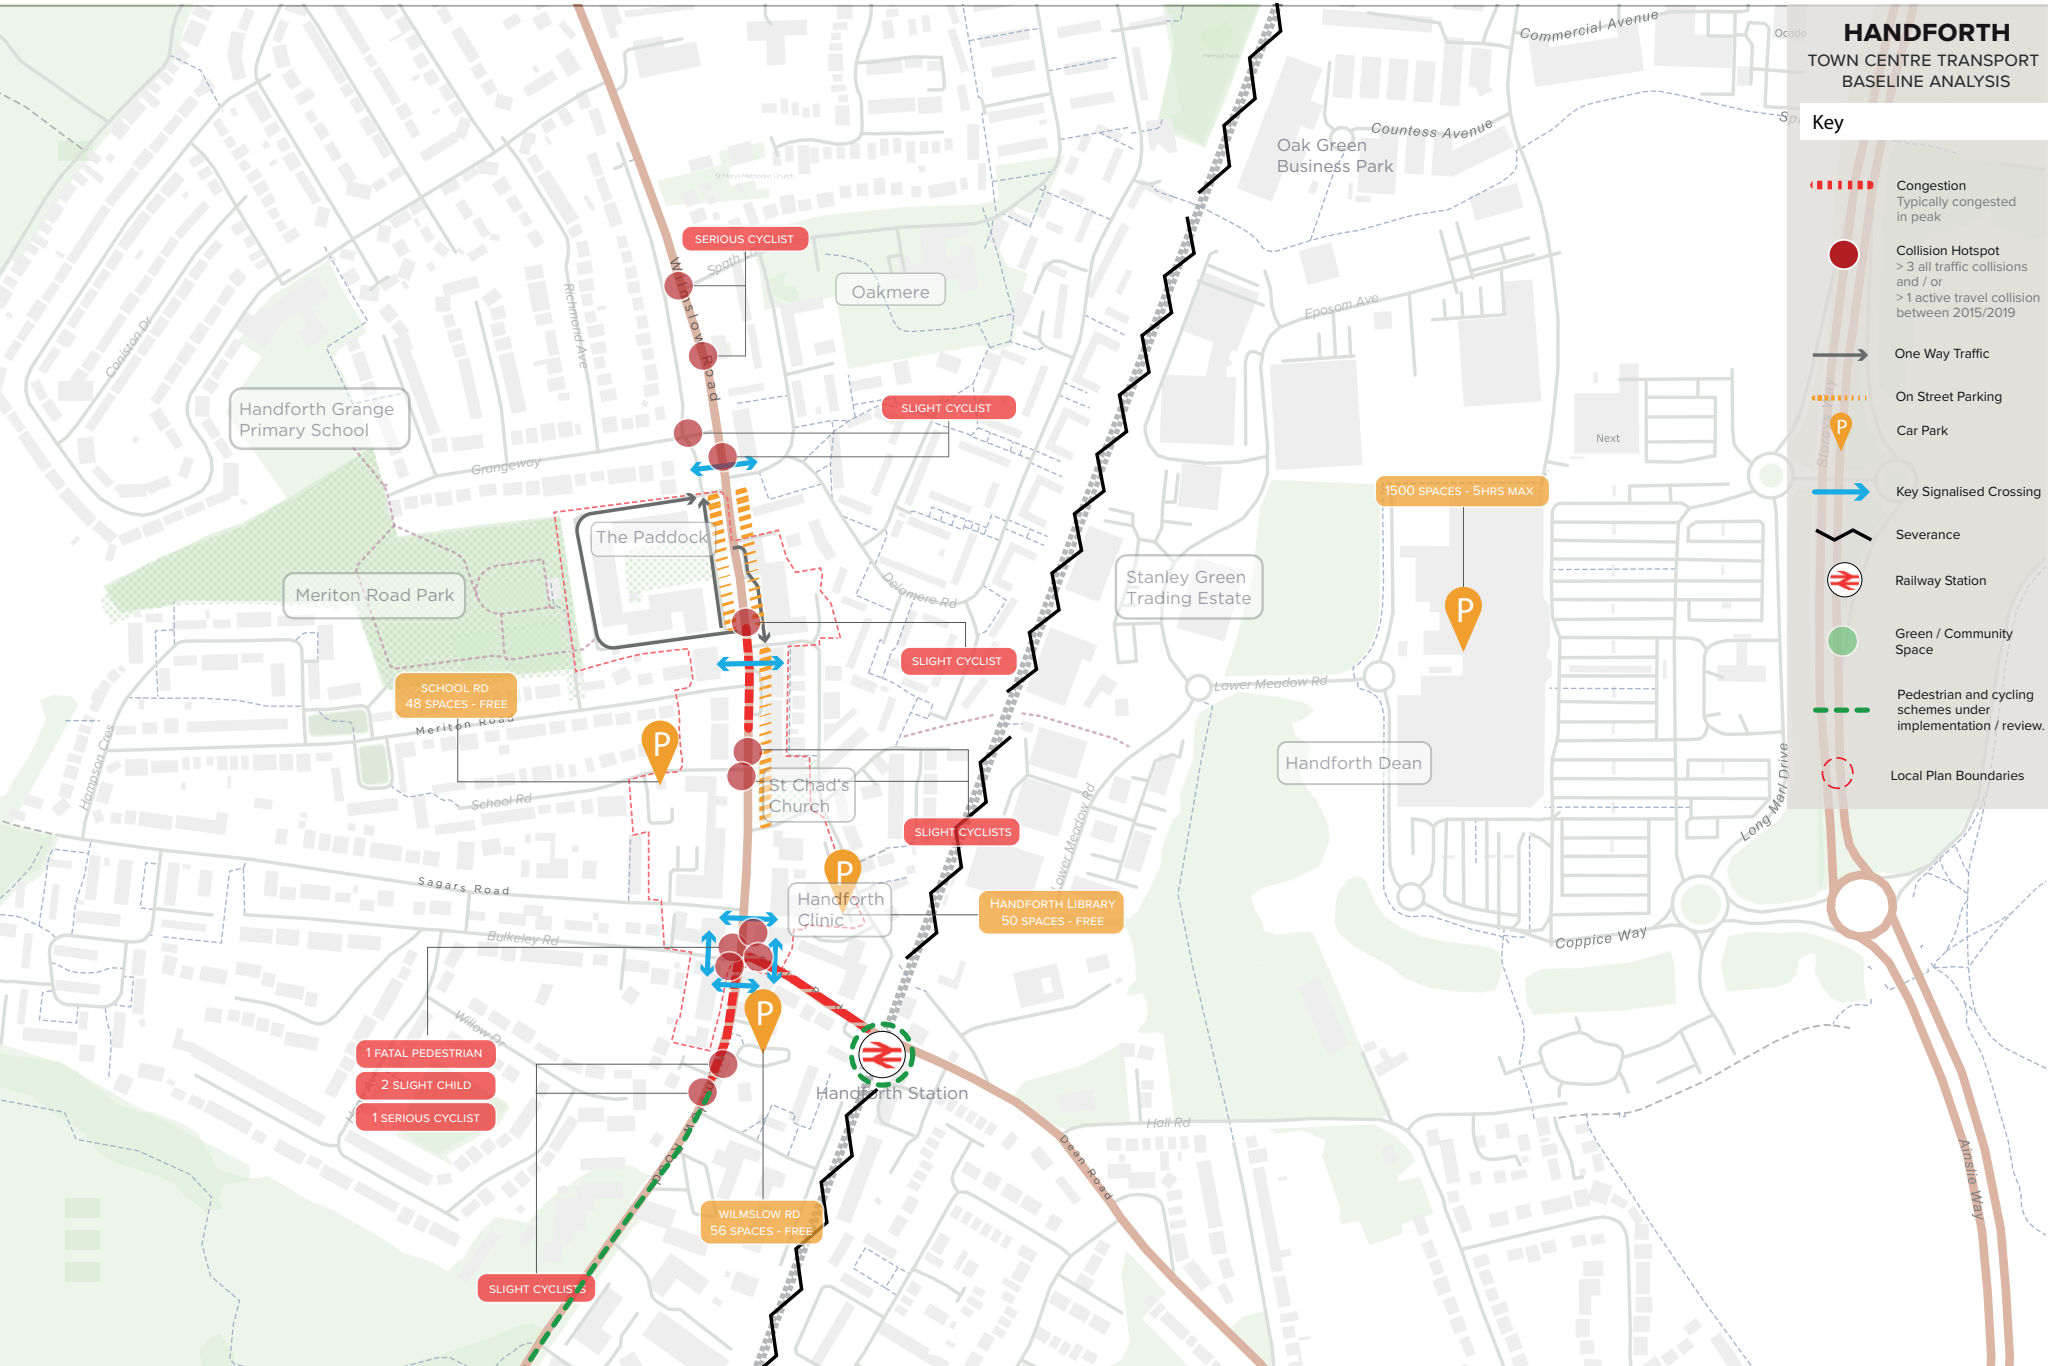 HANDFORTH
TOWN CENTRE TRANSPORT
BASELINE ANALYSIS
Key
Congestion
Typically congested
in peak
Collision Hotspot
> 3 all traffic collisions
and / or
> 1 active travel collision
between 2015/2019
One Way Traffic
On Street Parking
P
Car Park
Key Signalised Crossing
Severance
Railway Station
Green / Community
Space
Pedestrian and cycling
schemes under
implementation / review.
Local Plan Boundaries
Commercial Avenue
Ocado
Countess Avenue
Oak Green
Business Park
St Marys Methodist Church
SERIOUS CYCLIST
Spath
Wilmslow Road
Oakmere
Eposom Ave
Richmond Ave
Coniston Dr
Handforth Grange
Primary School
SLIGHT CYCLIST
Next
Grangeway
1500 SPACES - 5HRS MAX
The Paddock
Delamere Rd
Stanley Green
Trading Estate
Meriton Road Park
P
SLIGHT CYCLIST
Lower Meadow Rd
SCHOOL RD
48 SPACES - FREE
Meriton Road
P
Hampson Cres
School Rd
St Chad's
Church
Handforth Dean
Long Marl Drive
Lower Meadow Rd
SLIGHT CYCLISTS
P
Sagars Road
Handforth
Clinic
HANDFORTH LIBRARY
50 SPACES - FREE
Bulkeley Rd
Coppice Way
P
Willow Dr
1 FATAL PEDESTRIAN
2 SLIGHT CHILD
1 SERIOUS CYCLIST
Handforth Station
Hall Rd
Dean Road
Ainslie Way
WILMSLOW RD
56 SPACES - FREE
SLIGHT CYCLISTS